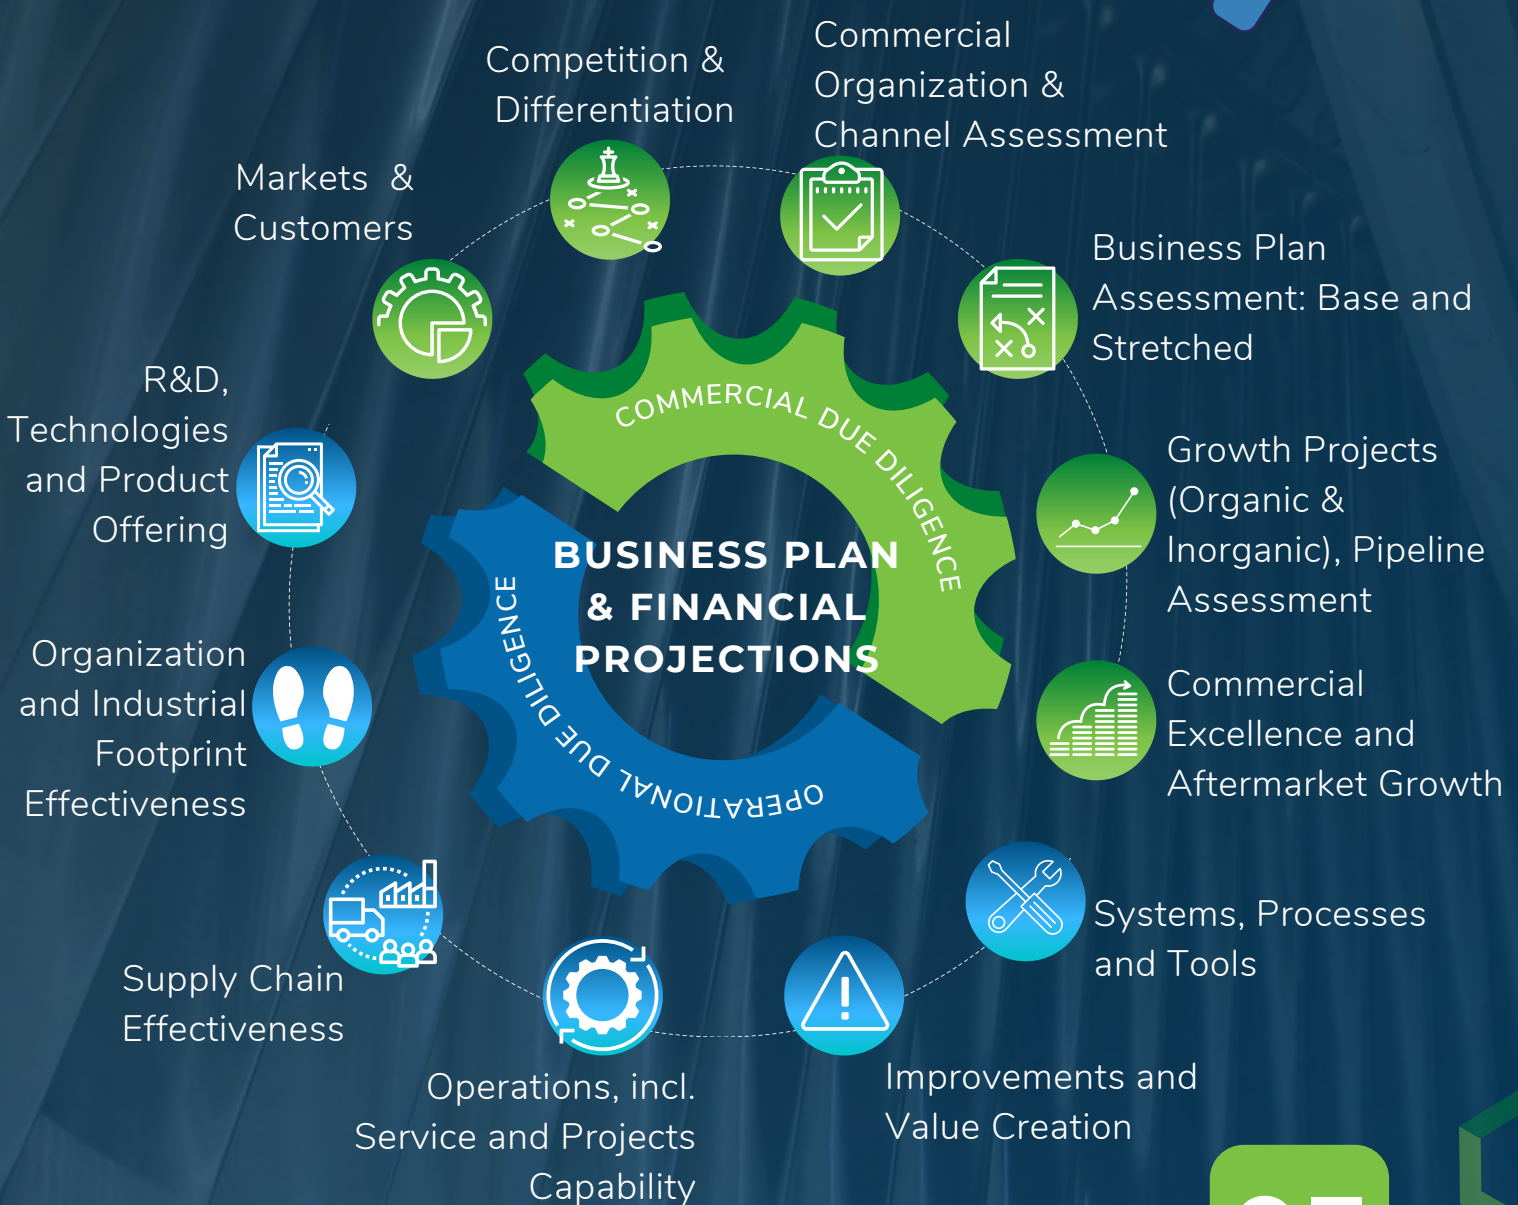 Competition &
Differentiation
Commercial
Organization &
Channel Assessment
Markets &
Customers
Business Plan
Assessment: Base and
Stretched
R&D,
Technologies
and Product
Offering
COMMERCIAL DUE DILIGENCE
Growth Projects
(Organic &
Inorganic), Pipeline
Assessment
BUSINESS PLAN
& FINANCIAL
PROJECTIONS
OPERATIONAL DUE DILIGENCE
Organization
and Industrial
Footprint
Effectiveness
Commercial
Excellence and
Aftermarket Growth
Supply Chain
Effectiveness
Systems, Processes
and Tools
Operations, incl.
Service and Projects
Capability
Improvements and
Value Creation